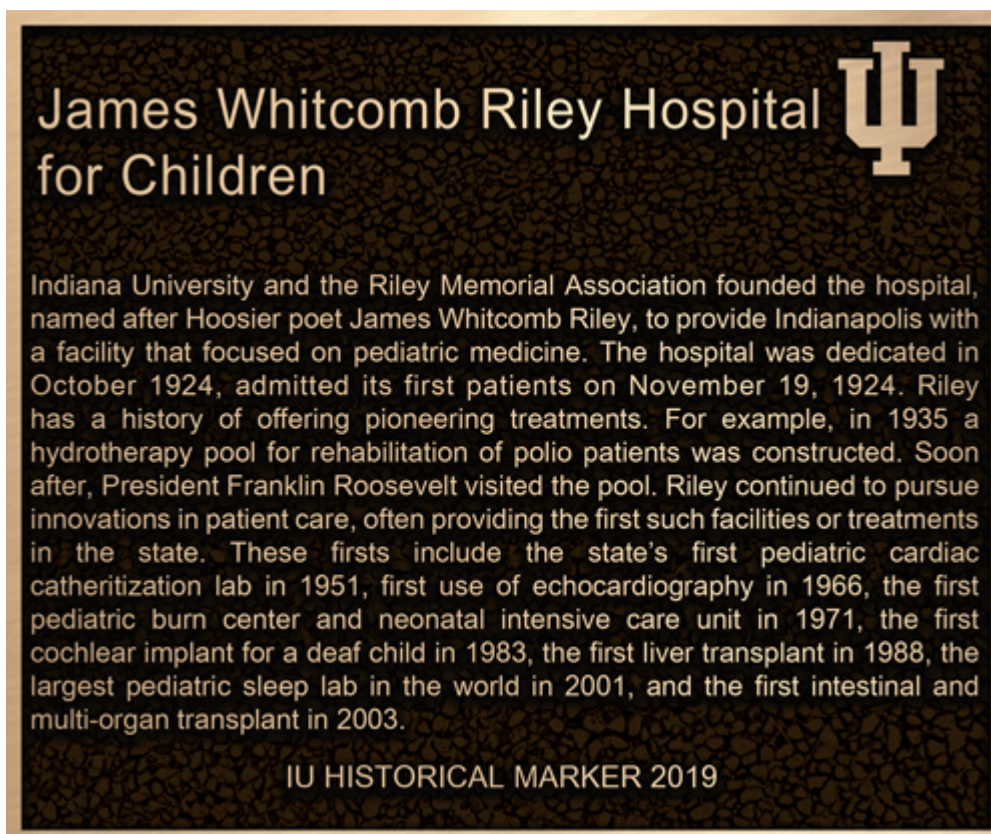 James Whitcomb Riley Hospital
for Children
Indiana University and the Riley Memorial Association founded the hospital,
named after Hoosier poet James Whitcomb Riley, to provide Indianapolis with
a facility that focused on pediatric medicine. The hospital was dedicated in
October 1924, admitted its first patients on November 19, 1924. Riley
has a history of offering pioneering treatments. For example, in 1935 a
hydrotherapy pool for rehabilitation of polio patients was constructed. Soon
after, President Franklin Roosevelt visited the pool. Riley continued to pursue
innovations in patient care, often providing the first such facilities or treatments
in the state. These firsts include the state’s first pediatric cardiac
catheritization lab in 1951, first use of echocardiography in 1966, the first
pediatric burn center and neonatal intensive care unit in 1971, the first
cochlear implant for a deaf child in 1983, the first liver transplant in 1988, the
largest pediatric sleep lab in the world in 2001, and the first intestinal and
multi-organ transplant in 2003.
IU HISTORICAL MARKER 2019